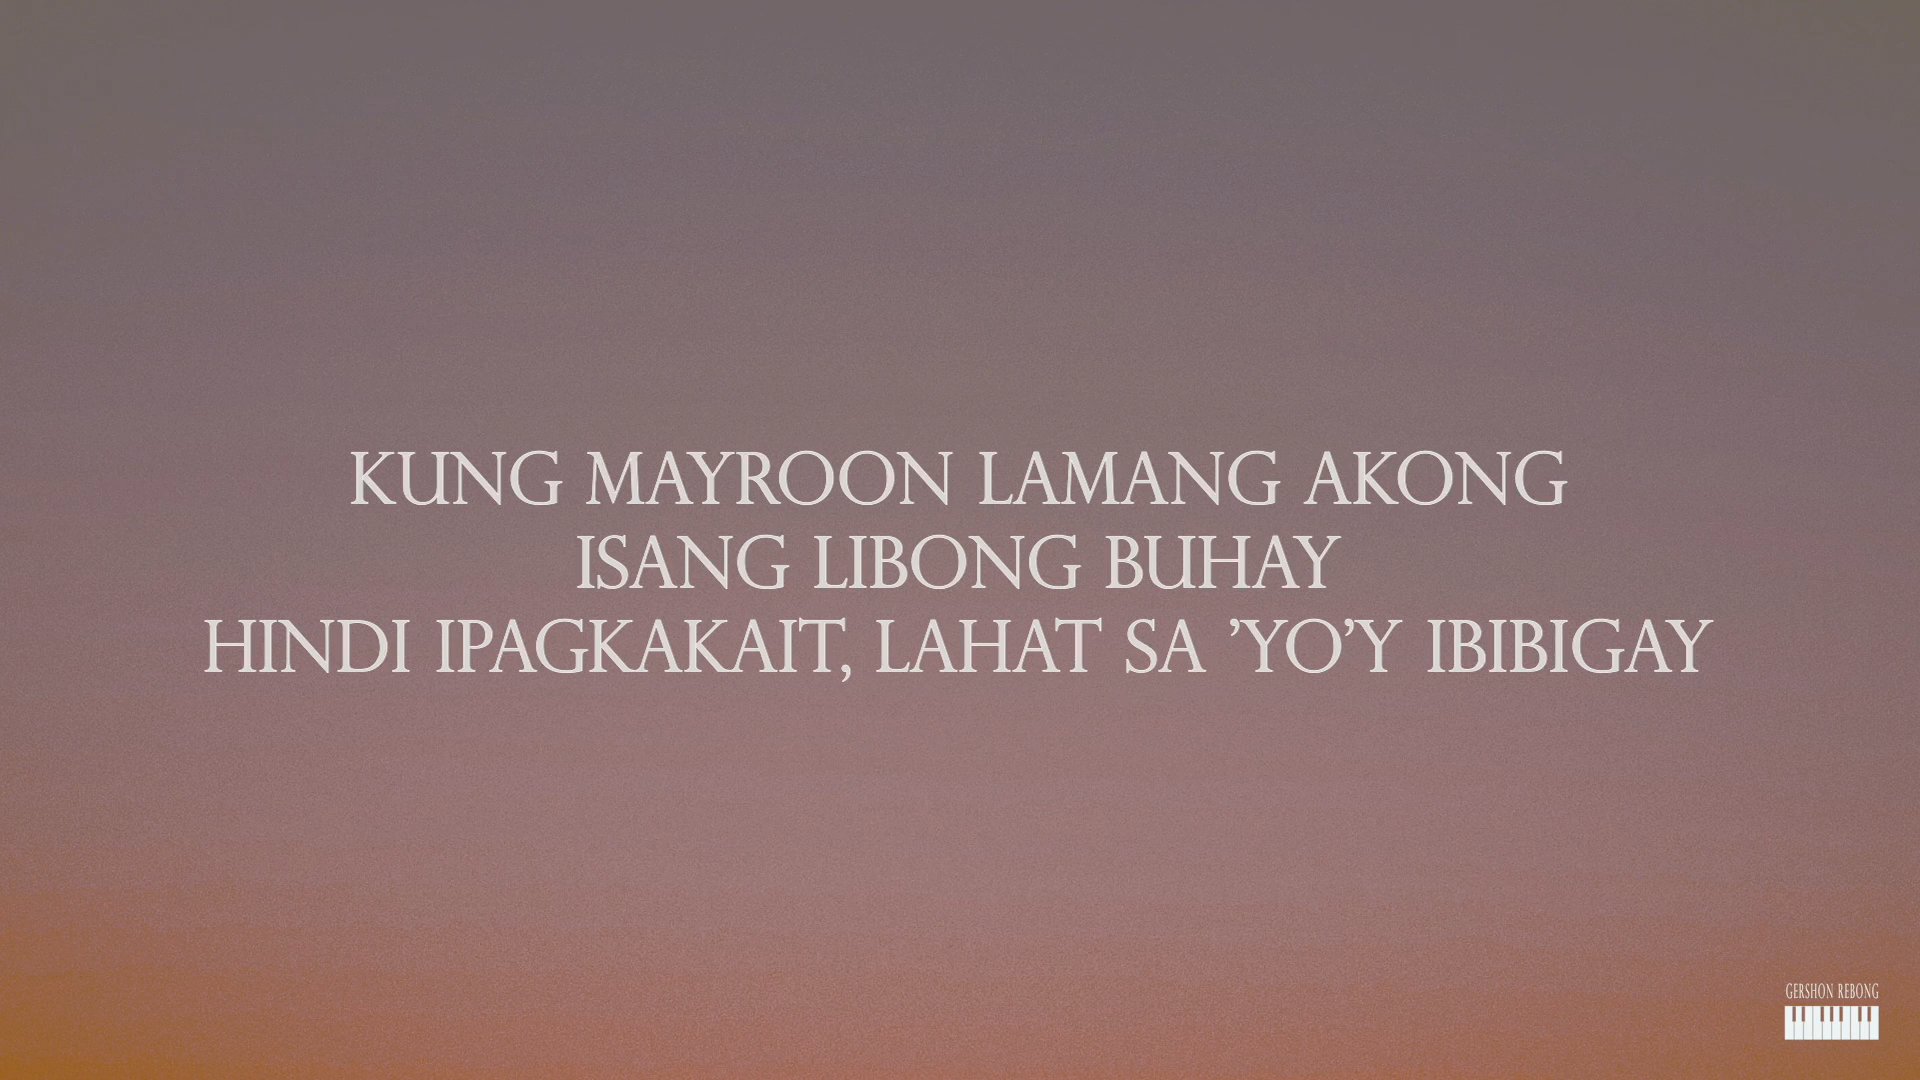 KUNG MAYROON LAMANG AKONG
ISANG LIBONG BUHAY
HINDI IPAGKAKAIT, LAHAT SA ’YO’Y IBIBIGAY
GERSHON REBONG